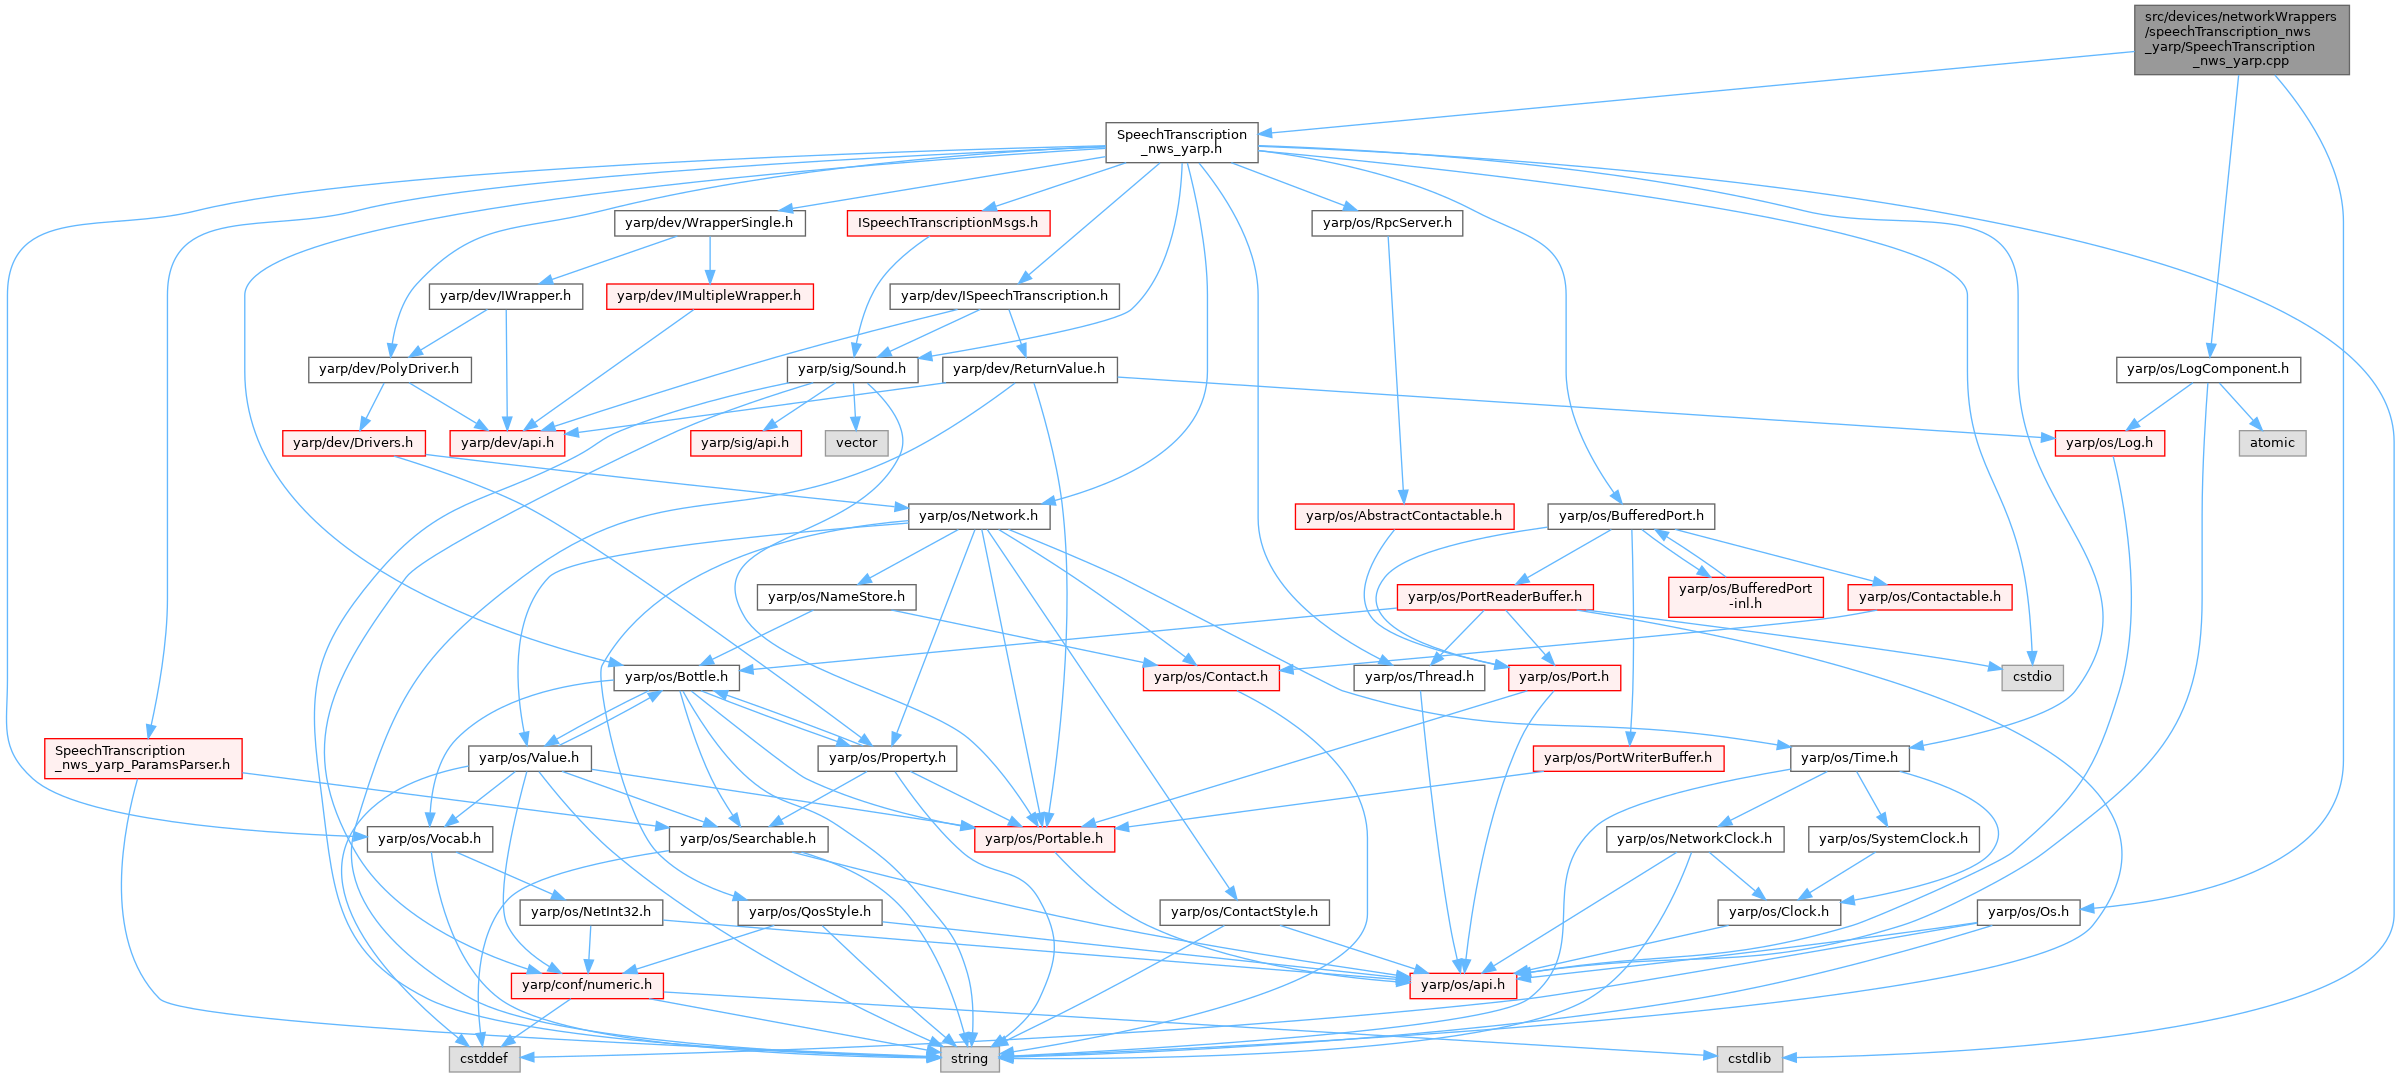 src/devices/networkWrappers
/speechTranscription_nws
_yarp/SpeechTranscription
_nws_yarp.cpp
SpeechTranscription
_nws_yarp.h
yarp/dev/WrapperSingle.h
ISpeechTranscriptionMsgs.h
yarp/os/RpcServer.h
yarp/dev/IWrapper.h
yarp/dev/IMultipleWrapper.h
yarp/dev/ISpeechTranscription.h
yarp/dev/PolyDriver.h
yarp/sig/Sound.h
yarp/dev/ReturnValue.h
yarp/os/LogComponent.h
yarp/dev/Drivers.h
yarp/dev/api.h
yarp/sig/api.h
vector
yarp/os/Log.h
atomic
yarp/os/Network.h
yarp/os/AbstractContactable.h
yarp/os/BufferedPort.h
yarp/os/NameStore.h
yarp/os/PortReaderBuffer.h
yarp/os/BufferedPort
-inl.h
yarp/os/Contactable.h
yarp/os/Bottle.h
yarp/os/Contact.h
yarp/os/Thread.h
yarp/os/Port.h
cstdio
SpeechTranscription
_nws_yarp_ParamsParser.h
yarp/os/Value.h
yarp/os/Property.h
yarp/os/PortWriterBuffer.h
yarp/os/Time.h
yarp/os/Vocab.h
yarp/os/Searchable.h
yarp/os/Portable.h
yarp/os/NetworkClock.h
yarp/os/SystemClock.h
yarp/os/NetInt32.h
yarp/os/QosStyle.h
yarp/os/ContactStyle.h
yarp/os/Clock.h
yarp/os/Os.h
yarp/conf/numeric.h
yarp/os/api.h
cstddef
string
cstdlib